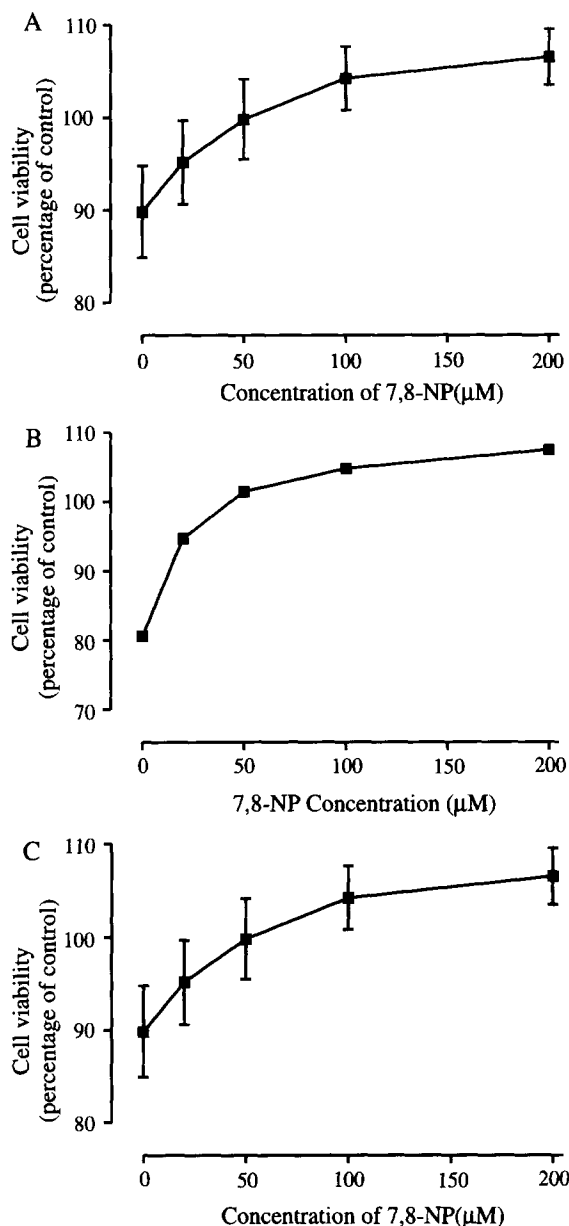 A
110
100
90
80
Cell viability
(percentage of control)
0 50 100 150 200
Concentration of 7,8-NP(μM)
B
110
100
90
80
70
Cell viability
(percentage of control)
0 50 100 150 200
7,8-NP Concentration (μM)
C
110
100
90
80
Cell viability
(percentage of control)
0 50 100 150 200
Concentration of 7,8-NP(μM)